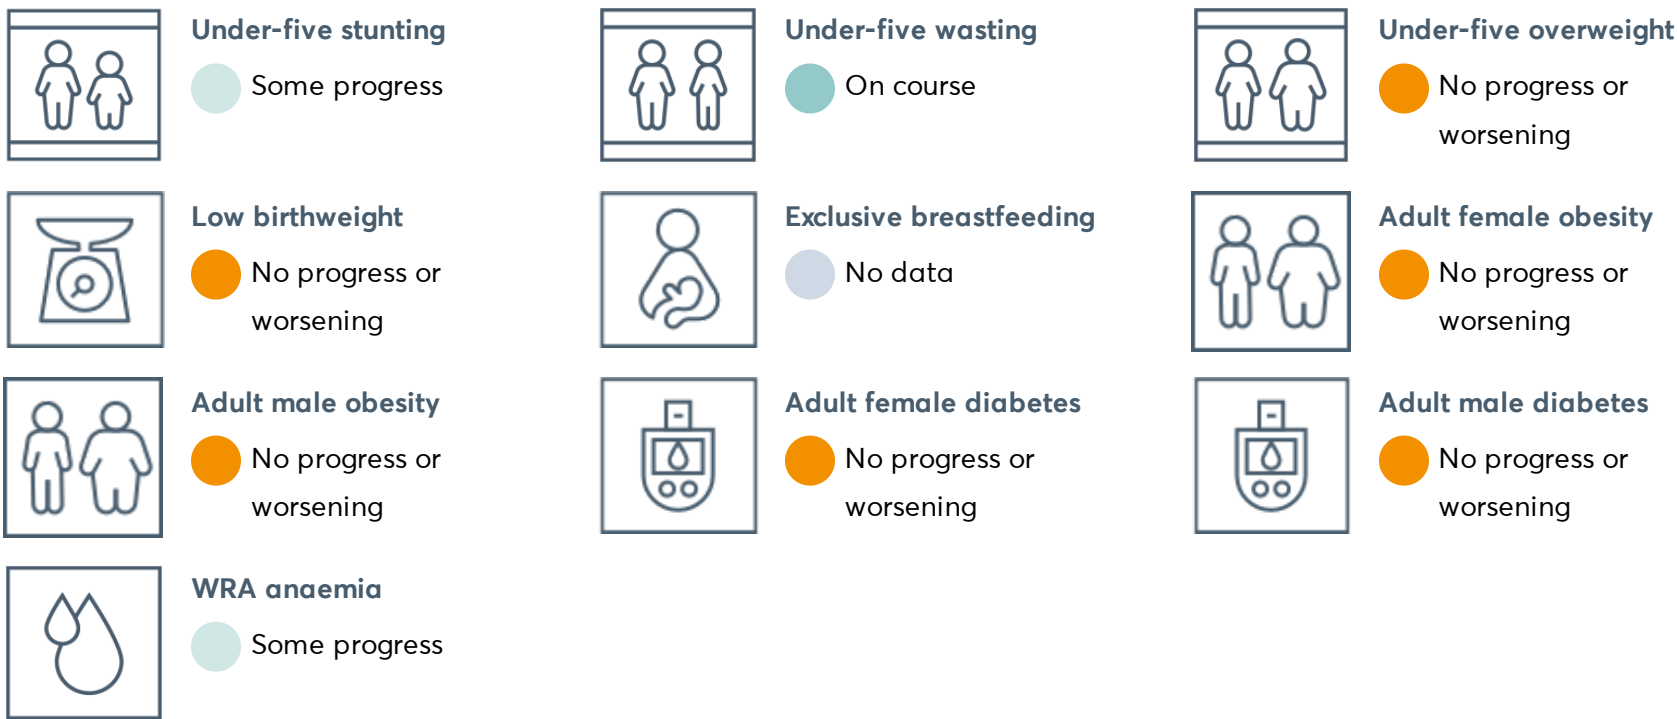 Under-five stunting
Some progress
Under-five wasting
On course
Under-five overweight
No progress or
worsening
Low birthweight
No progress or
worsening
Exclusive breastfeeding
No data
Adult female obesity
No progress or
worsening
Adult male obesity
No progress or
worsening
Adult female diabetes
No progress or
worsening
Adult male diabetes
No progress or
worsening
WRA anaemia
Some progress